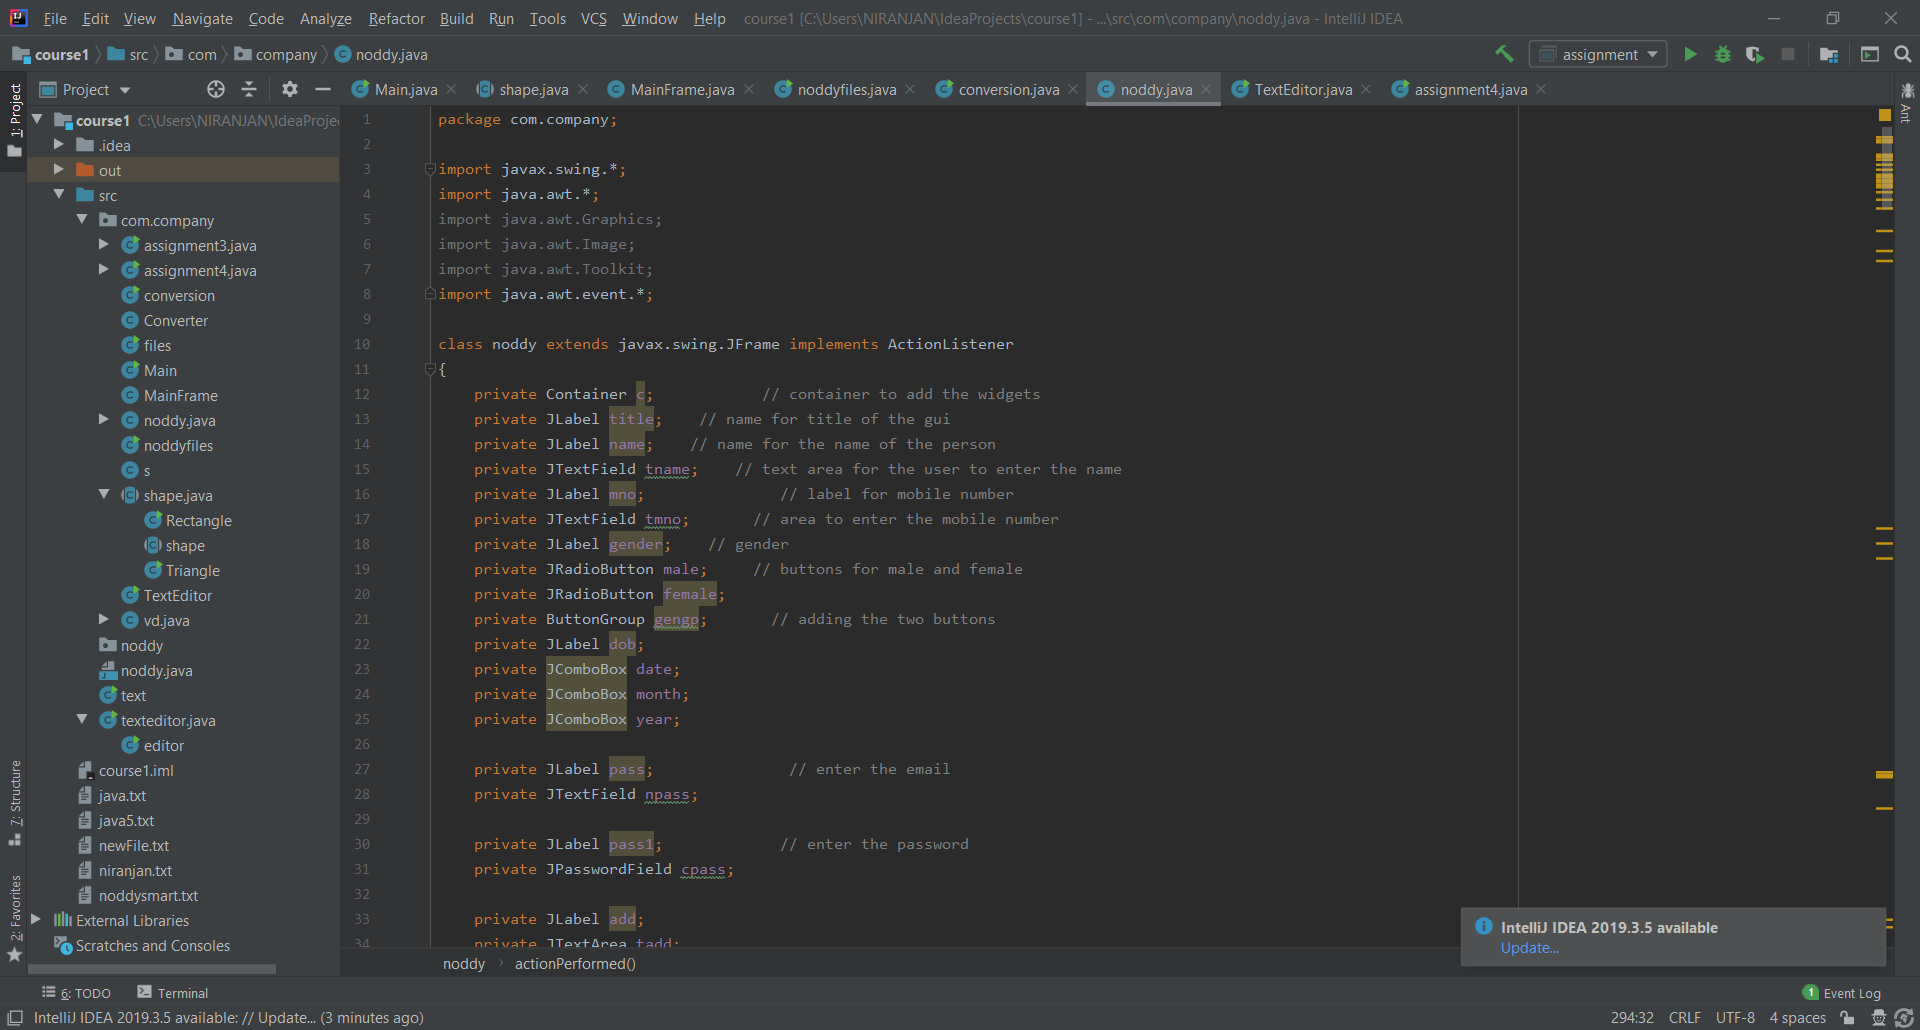 File Edit View Navigate Code Analyze Refactor Build Run Tools VCS Window Help course1 [C:\Users\NIRANJAN\IdeaProjects\course1] - ...\src\com\company\noddy.java - IntelliJ IDEA
course1 src com company noddy.java assignment
Project Main.java shape.java MainFrame.java noddyfiles.java conversion.java noddy.java TextEditor.java assignment4.java
1: Project
7: Structure
2: Favorites
Ant
course1 C:\Users\NIRANJAN\IdeaProje
.idea
out
src
com.company
assignment3.java
assignment4.java
conversion
Converter
files
Main
MainFrame
noddy.java
noddyfiles
s
shape.java
Rectangle
shape
Triangle
TextEditor
vd.java
noddy
noddy.java
text
texteditor.java
editor
course1.iml
java.txt
java5.txt
newFile.txt
niranjan.txt
noddysmart.txt
External Libraries
Scratches and Consoles
1 package com.company;
2
3 import javax.swing.*;
4 import java.awt.*;
5 import java.awt.Graphics;
6 import java.awt.Image;
7 import java.awt.Toolkit;
8 import java.awt.event.*;
9
10 class noddy extends javax.swing.JFrame implements ActionListener
11 {
12 private Container c; // container to add the widgets
13 private JLabel title; // name for title of the gui
14 private JLabel name; // name for the name of the person
15 private JTextField tname; // text area for the user to enter the name
16 private JLabel mno; // label for mobile number
17 private JTextField tmno; // area to enter the mobile number
18 private JLabel gender; // gender
19 private JRadioButton male; // buttons for male and female
20 private JRadioButton female;
21 private ButtonGroup gengp; // adding the two buttons
22 private JLabel dob;
23 private JComboBox date;
24 private JComboBox month;
25 private JComboBox year;
26
27 private JLabel pass; // enter the email
28 private JTextField npass;
29
30 private JLabel pass1; // enter the password
31 private JPasswordField cpass;
32
33 private JLabel add;
34 private JTextArea tadd;
noddy actionPerformed()
IntelliJ IDEA 2019.3.5 available
Update...
6: TODO Terminal 1 Event Log
IntelliJ IDEA 2019.3.5 available: // Update... (3 minutes ago) 294:32 CRLF UTF-8 4 spaces